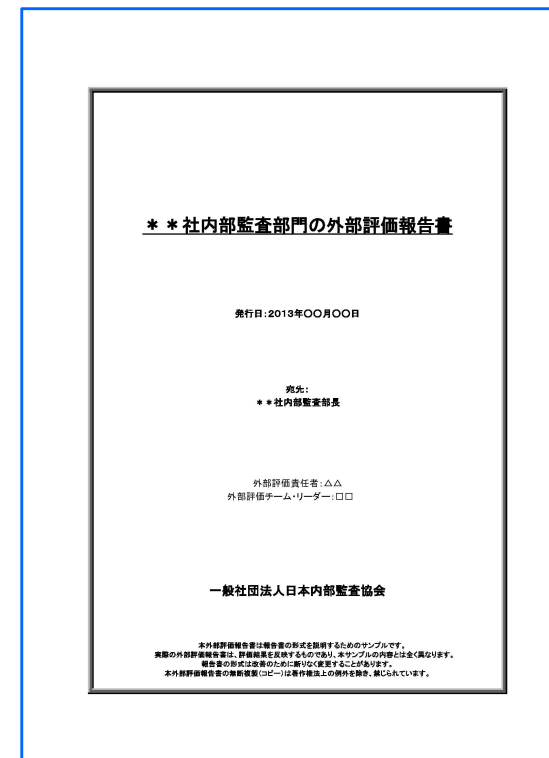 ＊＊社内部監査部門の外部評価報告書
発行日：2013年〇〇月〇〇日
宛先：
＊＊社内部監査部長
外部評価責任者：△△
外部評価チーム・リーダー：□□
一般社団法人日本内部監査協会
本外部評価報告書は報告書の形式を説明するためのサンプルです。
実際の外部評価報告書は、評価結果を反映するものであり、本サンプルの内容とは全く異なります。
報告書の形式は改善のために断りなく変更することがあります。
本外部評価報告書の無断複製（コピー）は著作権法上の例外を除き、禁じられています。